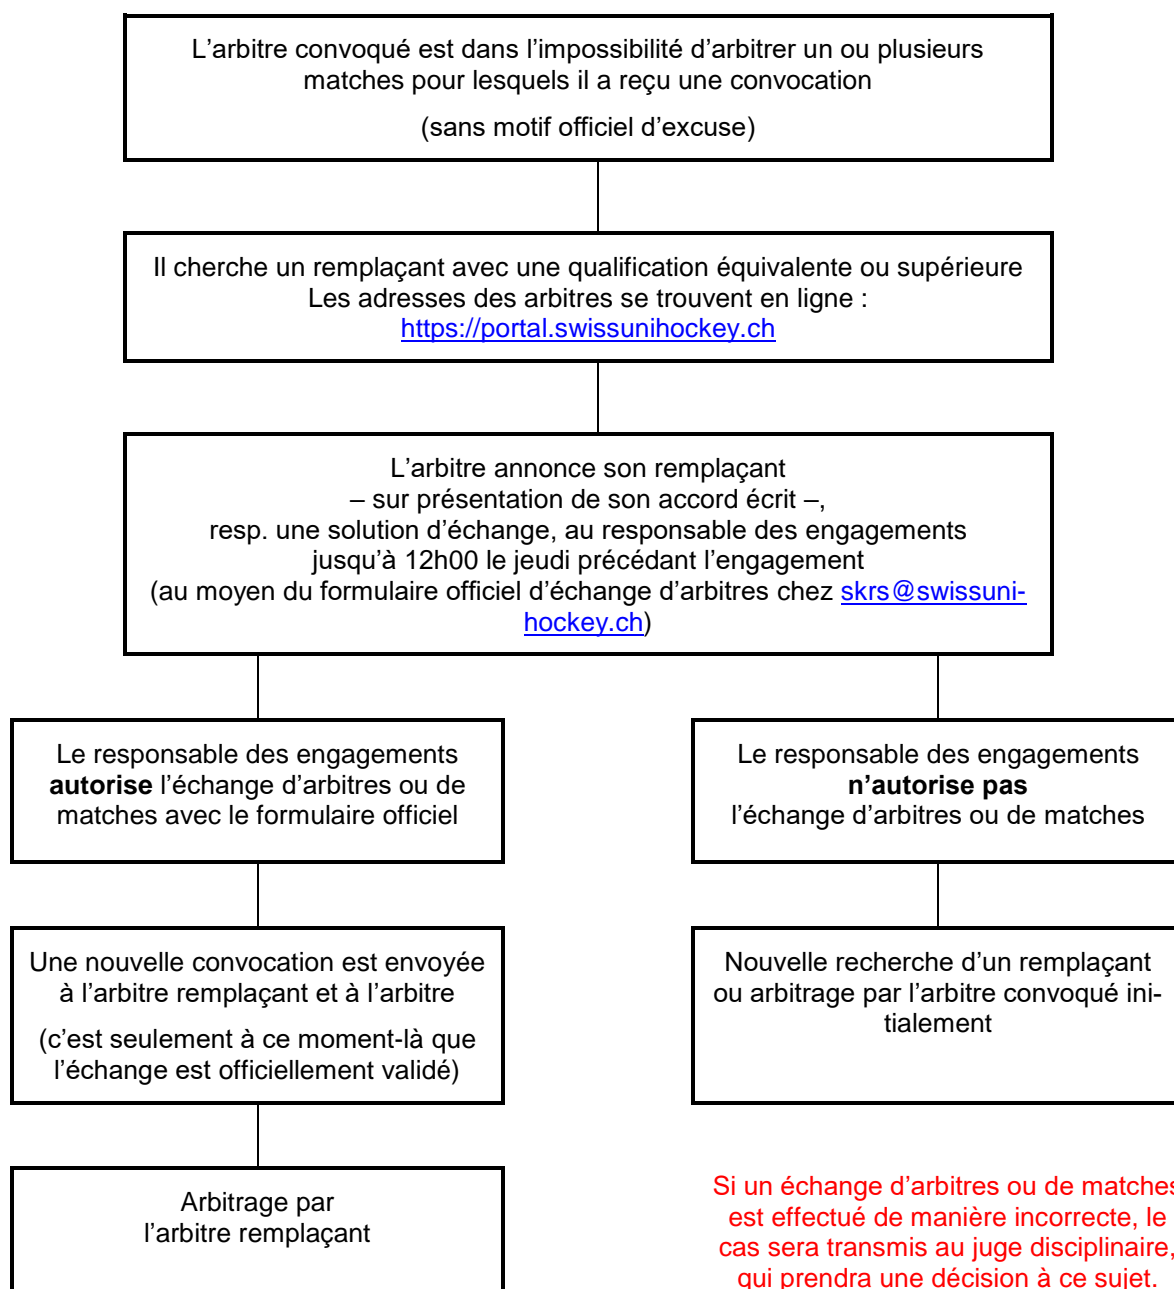 L’arbitre convoqué est dans l’impossibilité d’arbitrer un ou plusieurs
matches pour lesquels il a reçu une convocation
(sans motif officiel d’excuse)
Il cherche un remplaçant avec une qualification équivalente ou supérieure
Les adresses des arbitres se trouvent en ligne :
https://portal.swissunihockey.ch
L’arbitre annonce son remplaçant
– sur présentation de son accord écrit –,
resp. une solution d’échange, au responsable des engagements
jusqu’à 12h00 le jeudi précédant l’engagement
(au moyen du formulaire officiel d’échange d’arbitres chez skrs@swissuni-
hockey.ch)
Le responsable des engagements
autorise l’échange d’arbitres ou de
matches avec le formulaire officiel
Le responsable des engagements
n’autorise pas
l’échange d’arbitres ou de matches
Une nouvelle convocation est envoyée
à l’arbitre remplaçant et à l’arbitre
(c’est seulement à ce moment-là que
l’échange est officiellement validé)
Nouvelle recherche d’un remplaçant
ou arbitrage par l’arbitre convoqué ini-
tialement
Arbitrage par
l’arbitre remplaçant
Si un échange d’arbitres ou de matches
est effectué de manière incorrecte, le
cas sera transmis au juge disciplinaire,
qui prendra une décision à ce sujet.